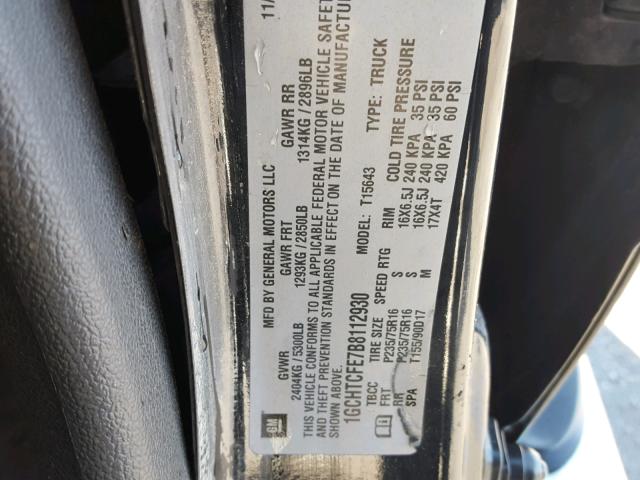 MFD BY GENERAL MOTORS LLC 11/
GVWR GAWR FRT GAWR RR
2404KG / 5300LB 1293KG / 2850LB 1314KG / 2896LB
THIS VEHICLE CONFORMS TO ALL APPLICABLE FEDERAL MOTOR VEHICLE SAFET
AND THEFT PREVENTION STANDARDS IN EFFECT ON THE DATE OF MANUFACTUR
SHOWN ABOVE.
GM 1GCHTCFE7B8112930 MODEL: T15643 TYPE: TRUCK
TIRE SIZE SPEED RTG RIM COLD TIRE PRESSURE
TBCC
FRT P235/75R16 S 16X6.5J 240 KPA 35 PSI
RR P235/75R16 S 16X6.5J 240 KPA 35 PSI
SPA T155/90D17 M 17X4T 420 KPA 60 PSI